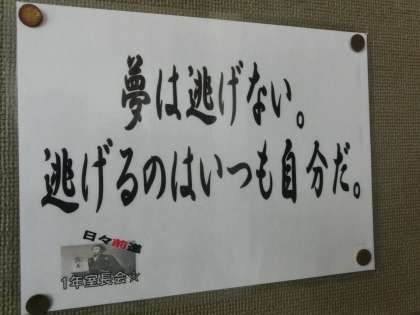 夢は逃げない。
逃げるのはいつも自分だ。
日々前進
1年室長会☆